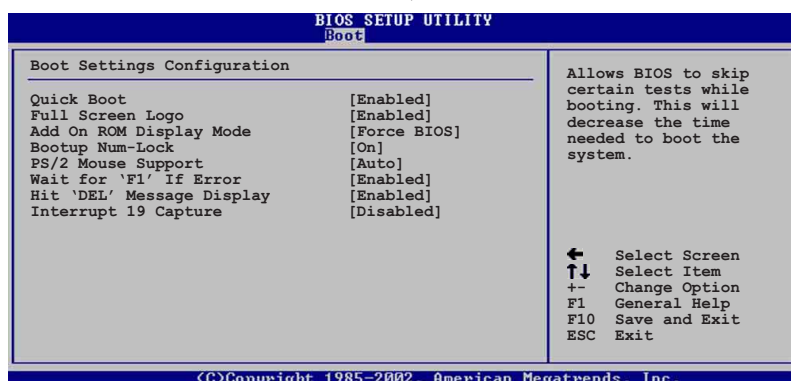 BIOS SETUP UTILITY
Boot
Boot Settings Configuration
Quick Boot [Enabled]
Full Screen Logo [Enabled]
Add On ROM Display Mode [Force BIOS]
Bootup Num-Lock [On]
PS/2 Mouse Support [Auto]
Wait for ‘F1’ If Error [Enabled]
Hit ‘DEL’ Message Display [Enabled]
Interrupt 19 Capture [Disabled]
Allows BIOS to skip
certain tests while
booting. This will
decrease the time
needed to boot the
system.
← Select Screen
↑↓ Select Item
+- Change Option
F1 General Help
F10 Save and Exit
ESC Exit
(C)Copyright 1985-2002, American Megatrends, Inc.